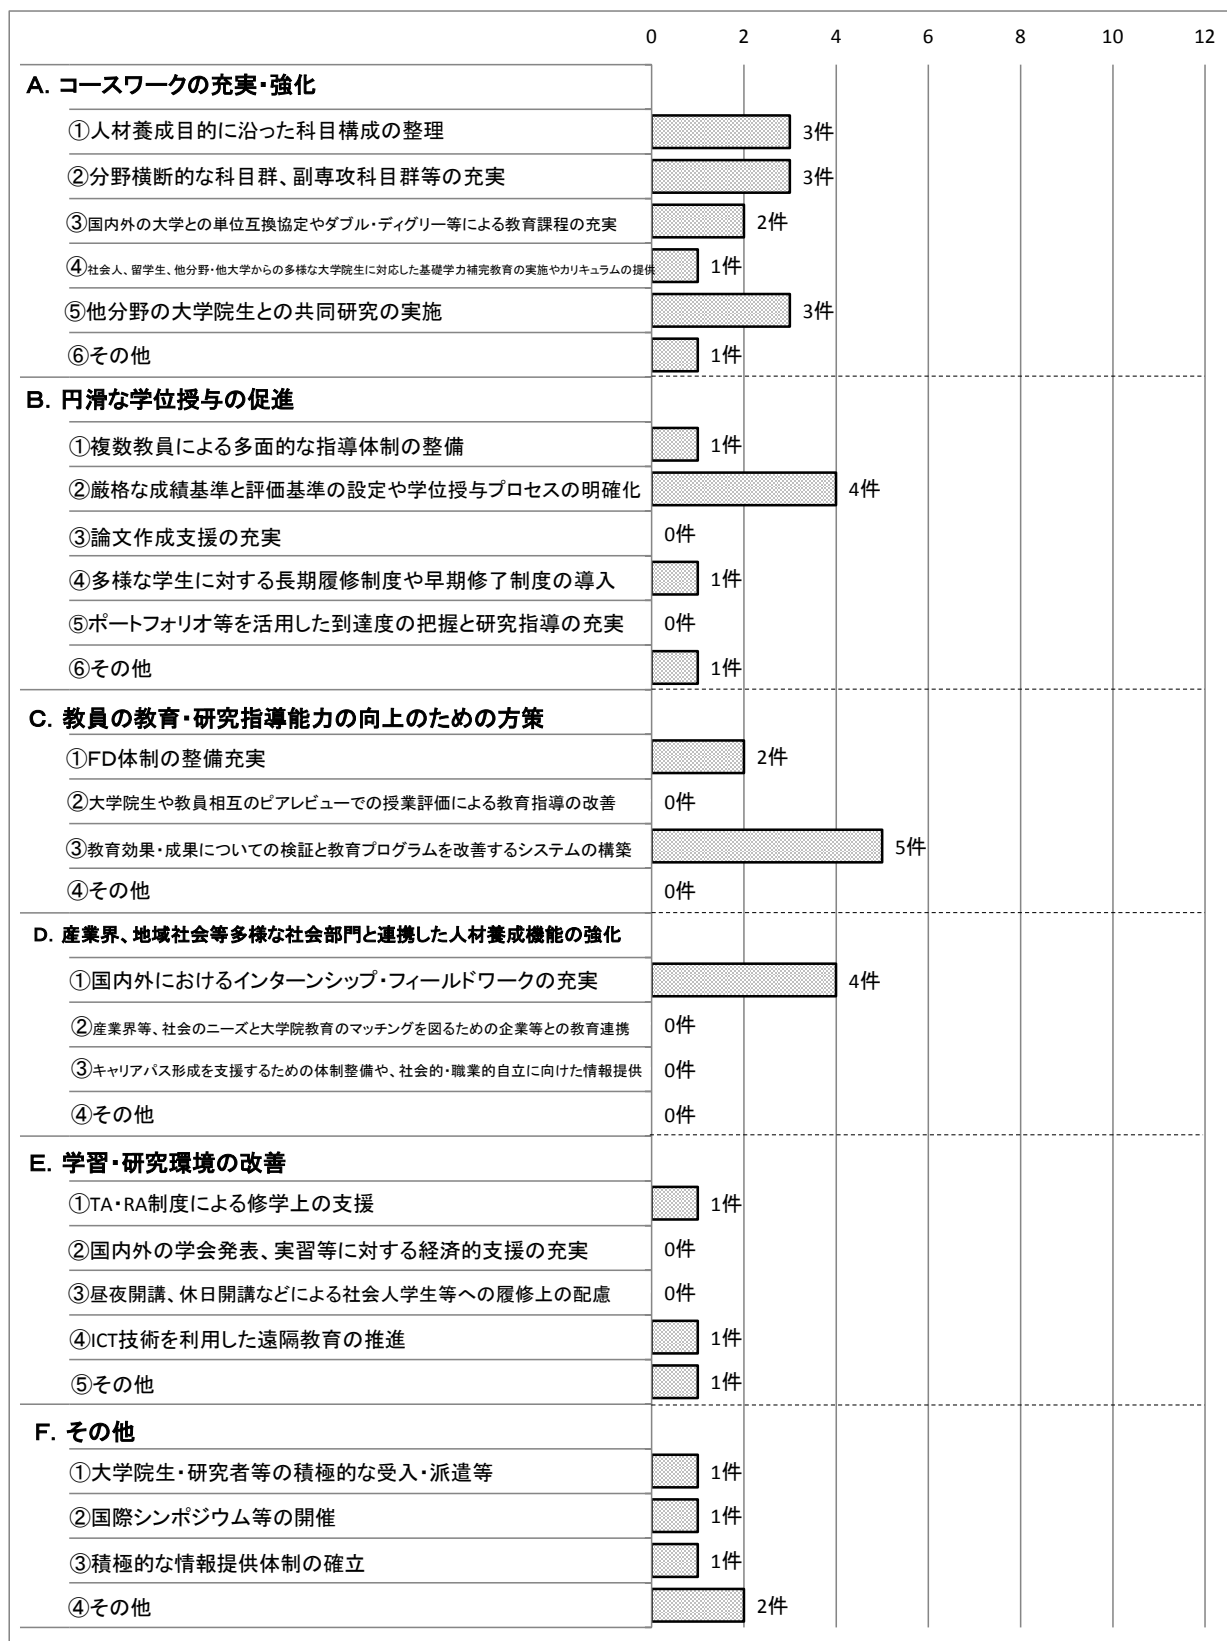 0 2 4 6 8 10 12
A. コースワークの充実・強化
①人材養成目的に沿った科目構成の整理 3件
②分野横断的な科目群、副専攻科目群等の充実 3件
③国内外の大学との単位互換協定やダブル・ディグリー等による教育課程の充実 2件
④社会人、留学生、他分野・他大学からの多様な大学院生に対応した基礎学力補完教育の実施やカリキュラムの提供 1件
⑤他分野の大学院生との共同研究の実施 3件
⑥その他 1件
B. 円滑な学位授与の促進
①複数教員による多面的な指導体制の整備 1件
②厳格な成績基準と評価基準の設定や学位授与プロセスの明確化 4件
③論文作成支援の充実 0件
④多様な学生に対する長期履修制度や早期修了制度の導入 1件
⑤ポートフォリオ等を活用した到達度の把握と研究指導の充実 0件
⑥その他 1件
C. 教員の教育・研究指導能力の向上のための方策
①FD体制の整備充実 2件
②大学院生や教員相互のピアレビューでの授業評価による教育指導の改善 0件
③教育効果・成果についての検証と教育プログラムを改善するシステムの構築 5件
④その他 0件
D. 産業界、地域社会等多様な社会部門と連携した人材養成機能の強化
①国内外におけるインターンシップ・フィールドワークの充実 4件
②産業界等、社会のニーズと大学院教育のマッチングを図るための企業等との教育連携 0件
③キャリアパス形成を支援するための体制整備や、社会的・職業的自立に向けた情報提供 0件
④その他 0件
E. 学習・研究環境の改善
①TA・RA制度による修学上の支援 1件
②国内外の学会発表、実習等に対する経済的支援の充実 0件
③昼夜開講、休日開講などによる社会人学生等への履修上の配慮 0件
④ICT技術を利用した遠隔教育の推進 1件
⑤その他 1件
F. その他
①大学院生・研究者等の積極的な受入・派遣等 1件
②国際シンポジウム等の開催 1件
③積極的な情報提供体制の確立 1件
④その他 2件